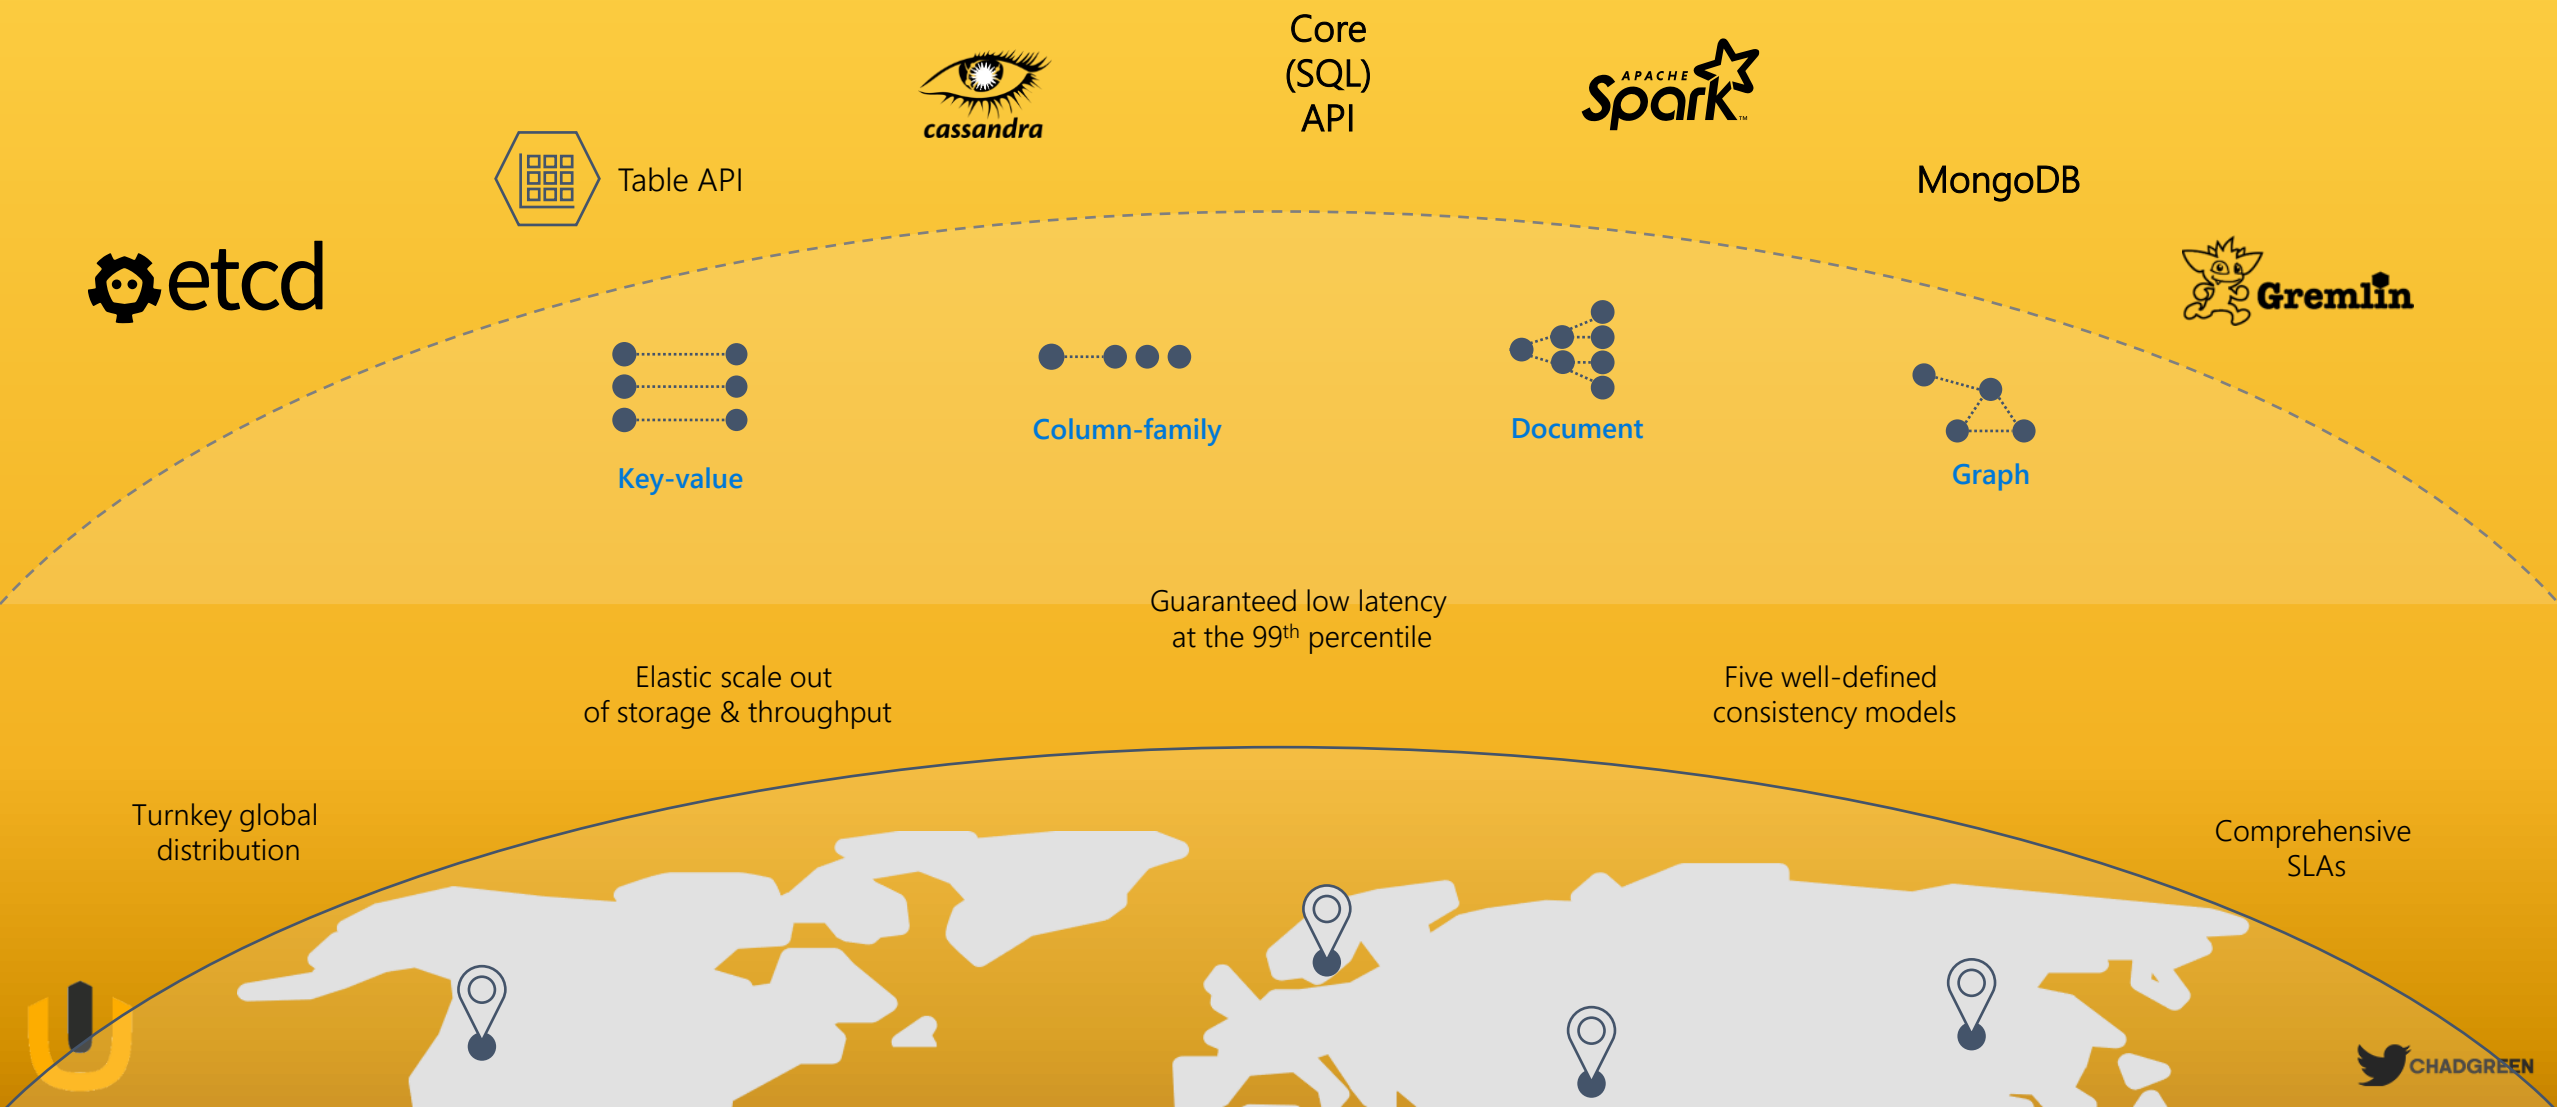 Core
(SQL)
API
APACHE
Spark™
cassandra
Table API
MongoDB
etcd
Gremlin
Key-value
Column-family
Document
Graph
Guaranteed low latency
at the 99th percentile
Elastic scale out
of storage & throughput
Five well-defined
consistency models
Turnkey global
distribution
Comprehensive
SLAs
CHADGREEN